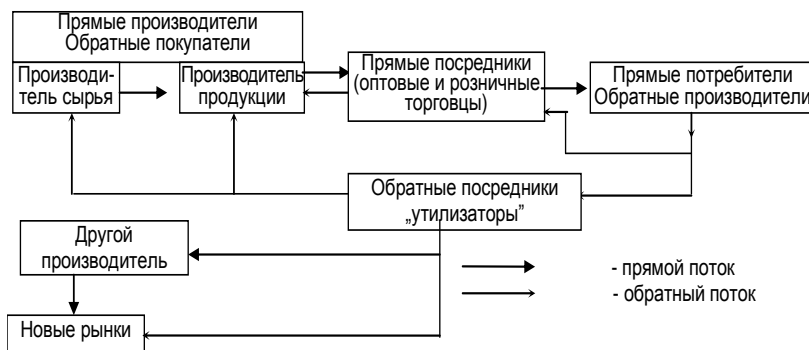 Прямые производители
Обратные покупатели
Производи-
тель сырья
Производитель
продукции
Прямые посредники
(оптовые и розничные
торговцы)
Прямые потребители
Обратные производители
Обратные посредники
„утилизаторы”
Другой
производитель
Новые рынки
- прямой поток
- обратный поток